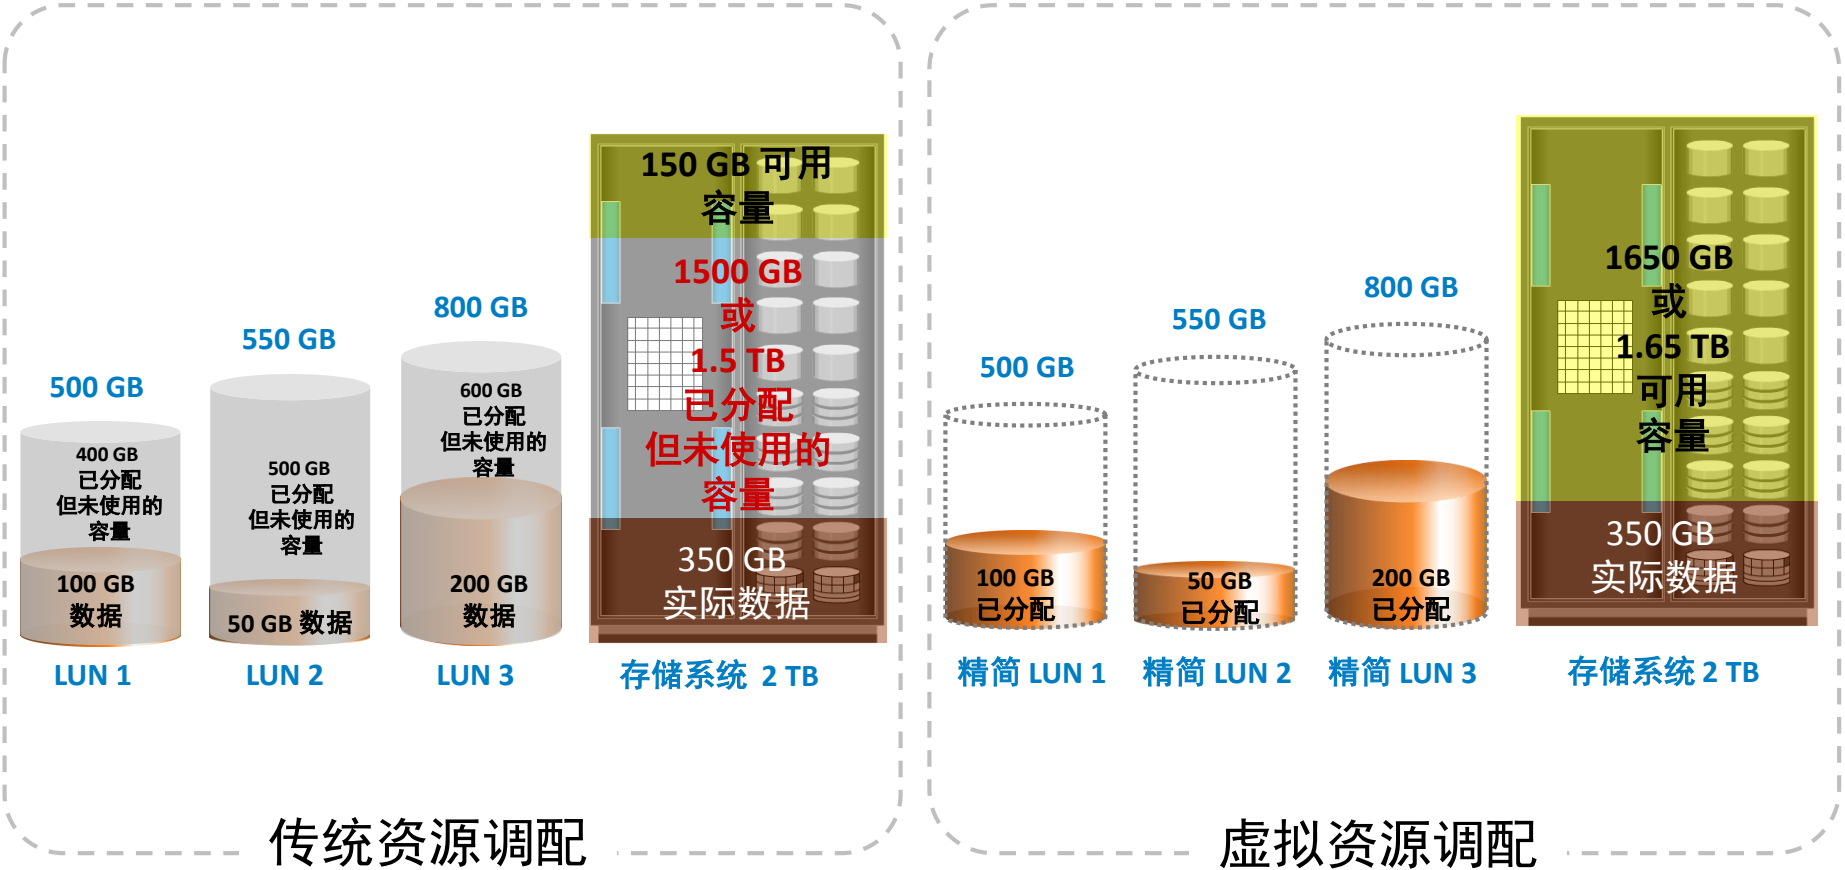 500 GB
400 GB
已分配
但未使用的
容量
100 GB
数据
LUN 1
550 GB
500 GB
已分配
但未使用的
容量
50 GB 数据
LUN 2
800 GB
600 GB
已分配
但未使用的
容量
200 GB
数据
LUN 3
150 GB 可用
容量
1500 GB
或
1.5 TB
已分配
但未使用的
容量
350 GB
实际数据
存储系统 2 TB
传统资源调配
500 GB
100 GB
已分配
精简 LUN 1
550 GB
50 GB
已分配
精简 LUN 2
800 GB
200 GB
已分配
精简 LUN 3
1650 GB
或
1.65 TB
可用
容量
350 GB
实际数据
存储系统 2 TB
虚拟资源调配